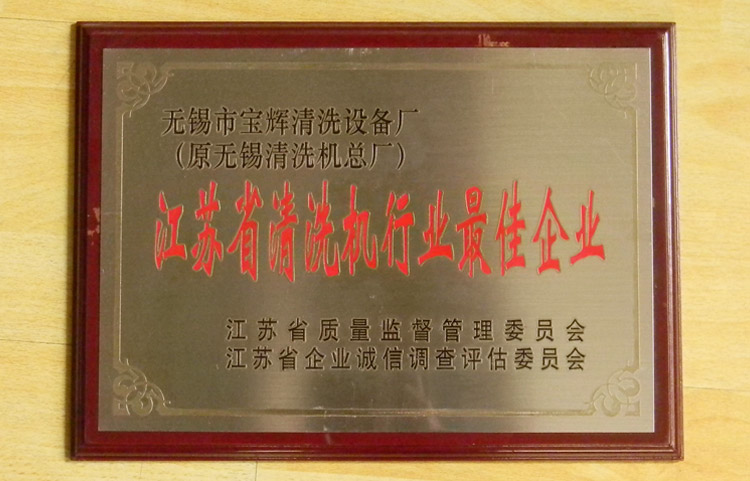 无锡市宝辉清洗设备厂
（原无锡清洗机总厂）
江苏省清洗机行业最佳企业
江苏省质量监督管理委员会
江苏省企业诚信调查评估委员会